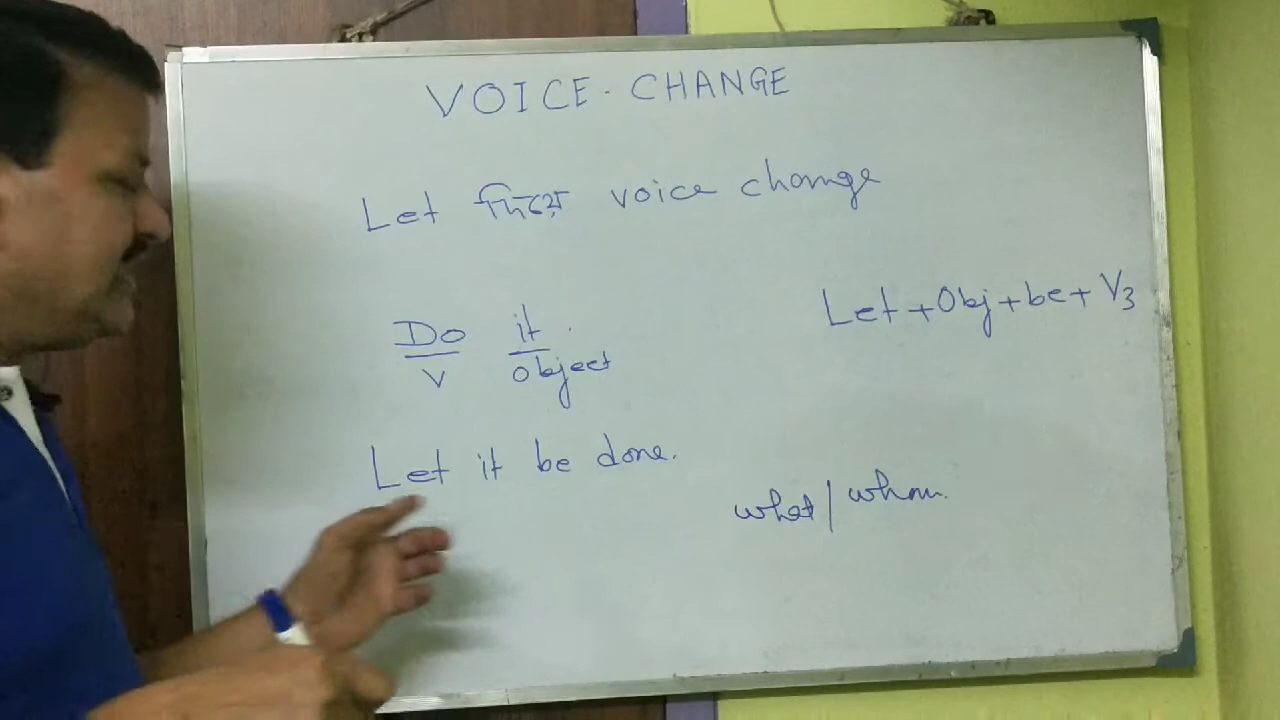 VOICE - CHANGE
Let দিয়ে voice change
Let + Obj + be + V3
Do it.
V object
Let it be done.
what / whom.